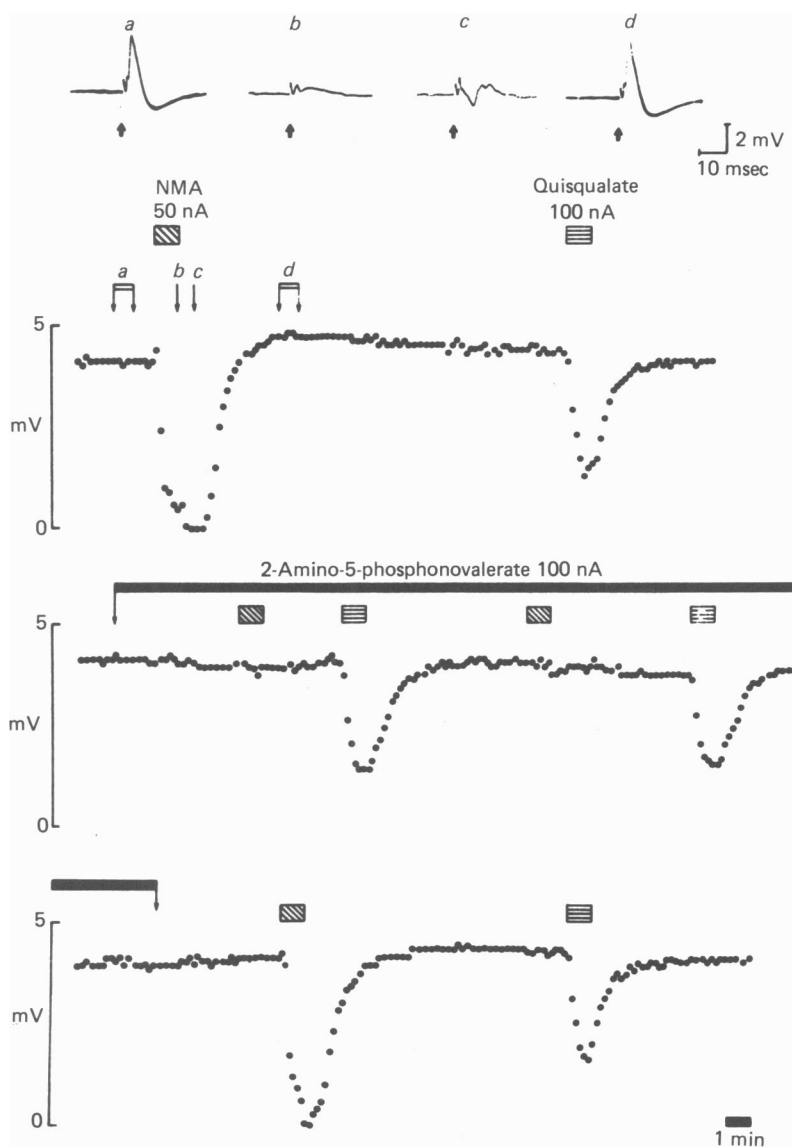 a b c d
2 mV
10 msec
NMA
50 nA
Quisqualate
100 nA
a b c d
5
mV
0
2-Amino-5-phosphonovalerate 100 nA
5
mV
0
5
mV
0
1 min